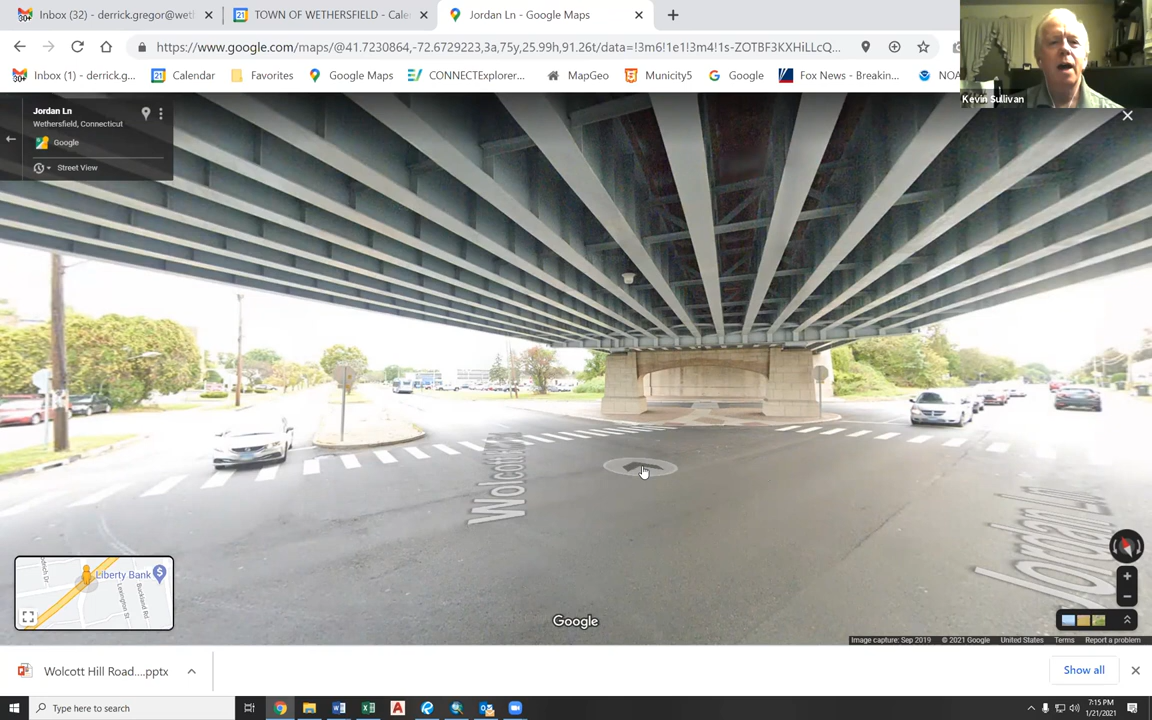 Inbox (32) - derrick.gregor@wet
TOWN OF WETHERSFIELD - Cale
Jordan Ln - Google Maps
https://www.google.com/maps/@41.7230864,-72.6729223,3a,75y,25.99h,91.26t/data=!3m6!1e1!3m4!1s-ZOTBF3KXHiLLcQ...
Inbox (1) - derrick.g...
Calendar
Favorites
Google Maps
CONNECTExplorer...
MapGeo
Municity5
Google
Fox News - Breakin...
NOA
Kevin Sullivan
Jordan Ln
Wethersfield, Connecticut
Google
Street View
Wolcott
Jordan Ln
Liberty Bank
Lexington St
Buckland Rd
Google
Image capture: Sep 2019 © 2021 Google United States Terms Report a problem
Wolcott Hill Road....pptx
Show all
Type here to search
7:15 PM
1/21/2021